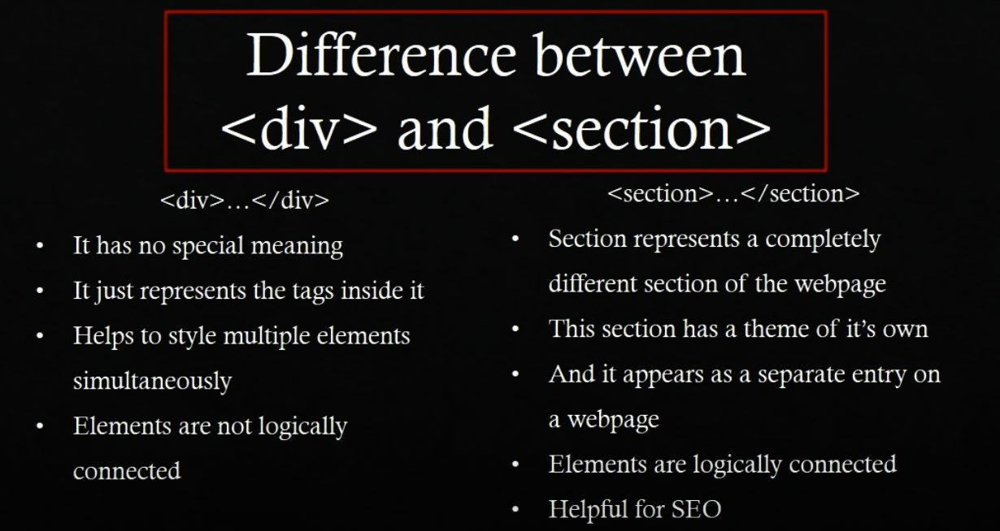 Difference between
<div> and <section>
<div>...</div>
• It has no special meaning
• It just represents the tags inside it
• Helps to style multiple elements
simultaneously
• Elements are not logically
connected
<section>...</section>
• Section represents a completely
different section of the webpage
• This section has a theme of it’s own
• And it appears as a separate entry on
a webpage
• Elements are logically connected
• Helpful for SEO